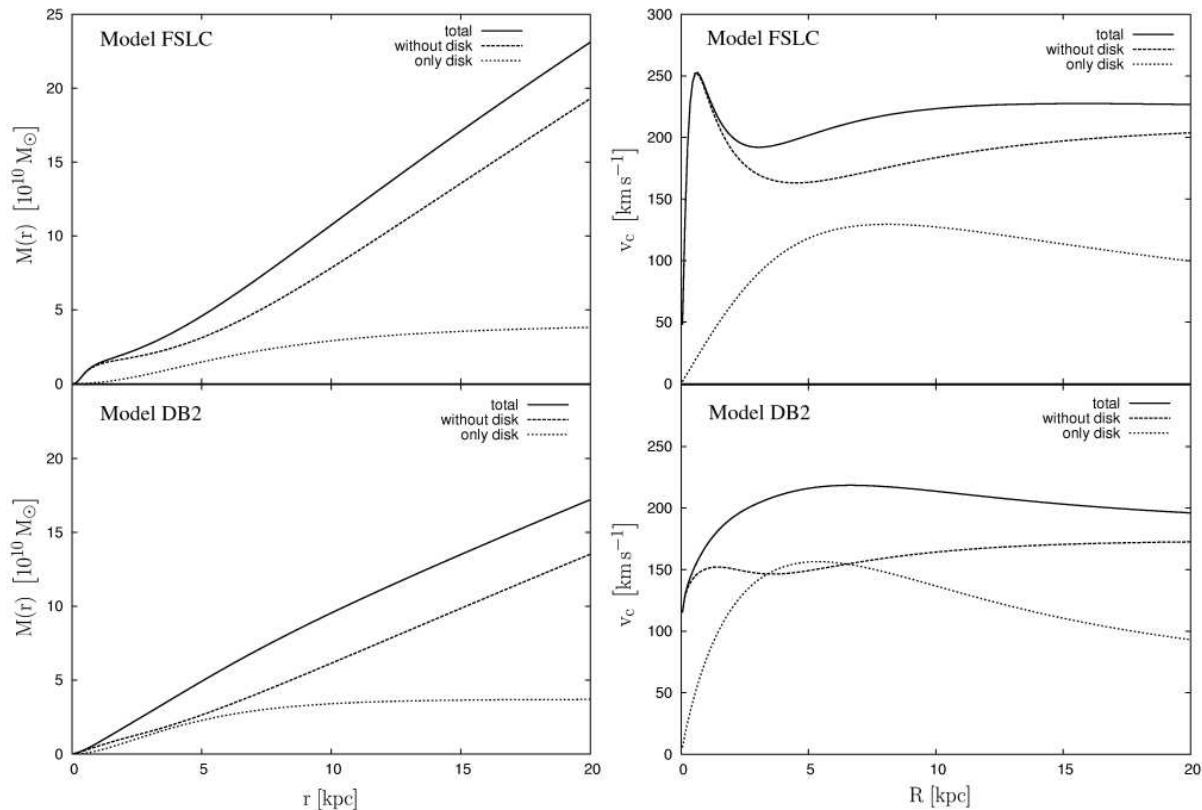 25
20
15
10
5
0
M(r) [10^10 M⊙]
Model FSLC
total
without disk
only disk
300
250
200
150
100
50
0
v_c [km s^−1]
Model FSLC
total
without disk
only disk
20
15
10
5
0
M(r) [10^10 M⊙]
Model DB2
total
without disk
only disk
0 5 10 15 20
r [kpc]
250
200
150
100
50
0
v_c [km s^−1]
Model DB2
total
without disk
only disk
0 5 10 15 20
R [kpc]